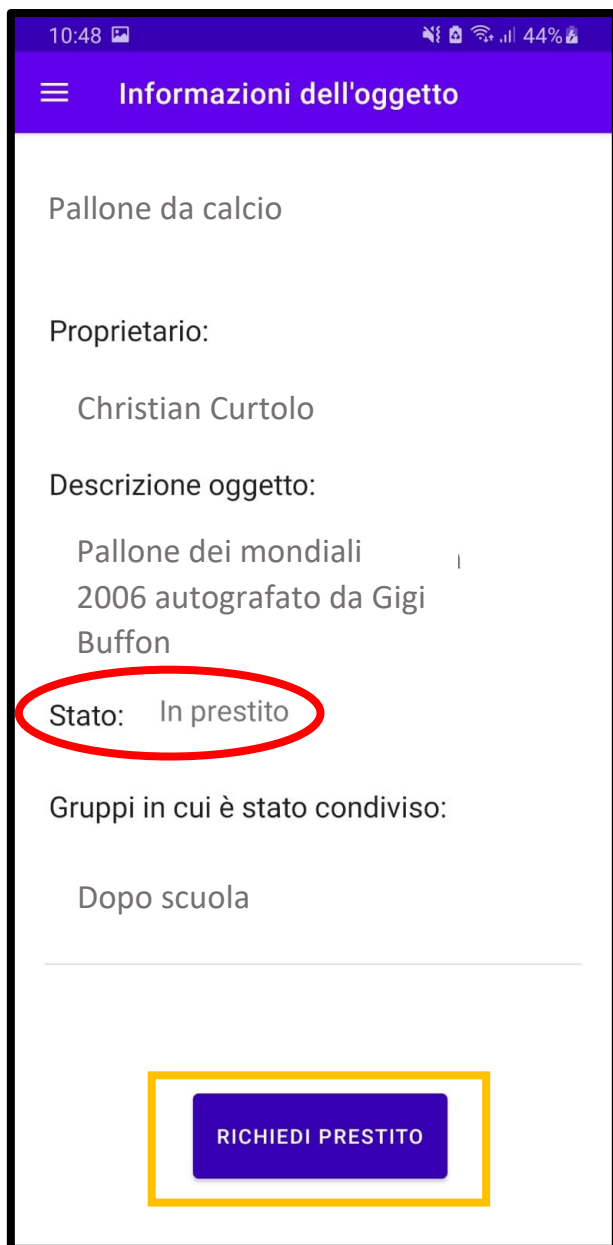 10:48 44%
Informazioni dell'oggetto
Pallone da calcio
Proprietario:
Christian Curtolo
Descrizione oggetto:
Pallone dei mondiali
2006 autografato da Gigi
Buffon
Stato: In prestito
Gruppi in cui è stato condiviso:
Dopo scuola
RICHIEDI PRESTITO